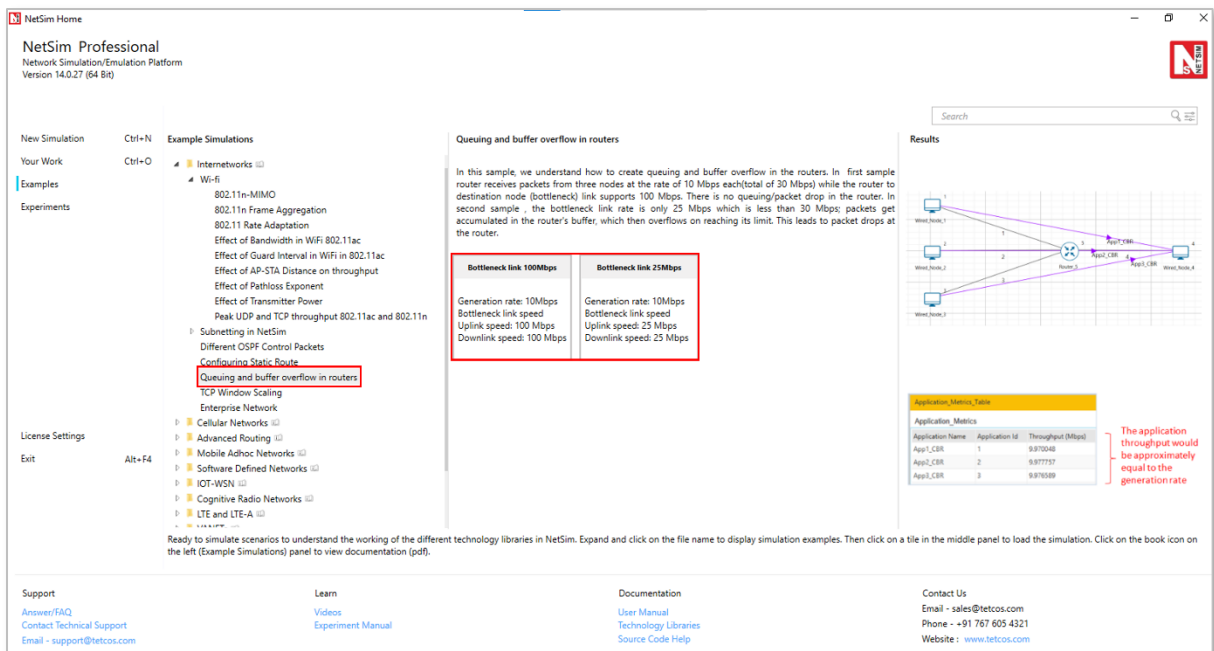 NetSim Home
NetSim Professional
Network Simulation/Emulation Platform
Version 14.0.27 (64 Bit)
NETSIM
Search
New Simulation Ctrl+N
Your Work Ctrl+O
Examples
Experiments
License Settings
Exit Alt+F4
Example Simulations
Internetworks
Wi-fi
802.11n-MIMO
802.11n Frame Aggregation
802.11 Rate Adaptation
Effect of Bandwidth in WiFi 802.11ac
Effect of Guard Interval in WiFi in 802.11ac
Effect of AP-STA Distance on throughput
Effect of Pathloss Exponent
Effect of Transmitter Power
Peak UDP and TCP throughput 802.11ac and 802.11n
Subnetting in NetSim
Different OSPF Control Packets
Configuring Static Route
Queuing and buffer overflow in routers
TCP Window Scaling
Enterprise Network
Cellular Networks
Advanced Routing
Mobile Adhoc Networks
Software Defined Networks
IOT-WSN
Cognitive Radio Networks
LTE and LTE-A
Queuing and buffer overflow in routers
In this sample, we understand how to create queuing and buffer overflow in the routers. In first sample
router receives packets from three nodes at the rate of 10 Mbps each(total of 30 Mbps) while the router to
destination node (bottleneck) link supports 100 Mbps. There is no queuing/packet drop in the router. In
second sample , the bottleneck link rate is only 25 Mbps which is less than 30 Mbps; packets get
accumulated in the router's buffer, which then overflows on reaching its limit. This leads to packet drops at
the router.
Bottleneck link 100Mbps
Generation rate: 10Mbps
Bottleneck link speed
Uplink speed: 100 Mbps
Downlink speed: 100 Mbps
Bottleneck link 25Mbps
Generation rate: 10Mbps
Bottleneck link speed
Uplink speed: 25 Mbps
Downlink speed: 25 Mbps
Results
1
Wired_Node_1
1
2
Wired_Node_2
2
3
Wired_Node_3
3
App1_CBR
App2_CBR 4
App3_CBR
Router_5
4
Wired_Node_4
Application_Metrics_Table
Application_Metrics
Application Name Application Id Throughput (Mbps)
App1_CBR 1 9.970048
App2_CBR 2 9.977757
App3_CBR 3 9.976589
The application
throughput would
be approximately
equal to the
generation rate
Ready to simulate scenarios to understand the working of the different technology libraries in NetSim. Expand and click on the file name to display simulation examples. Then click on a tile in the middle panel to load the simulation. Click on the book icon on
the left (Example Simulations) panel to view documentation (pdf).
Support
Answer/FAQ
Contact Technical Support
Email - support@tetcos.com
Learn
Videos
Experiment Manual
Documentation
User Manual
Technology Libraries
Source Code Help
Contact Us
Email - sales@tetcos.com
Phone - +91 767 605 4321
Website : www.tetcos.com